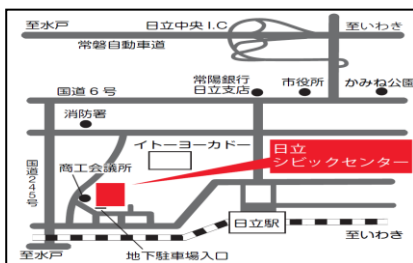 至水戸
日立中央I.C
至いわき
常磐自動車道
常陽銀行
日立支店
市役所
かみね公園
国道6号
消防署
イトーヨーカドー
日立
シビックセンター
国道245号
商工会議所
日立駅
至水戸
地下駐車場入口
至いわき